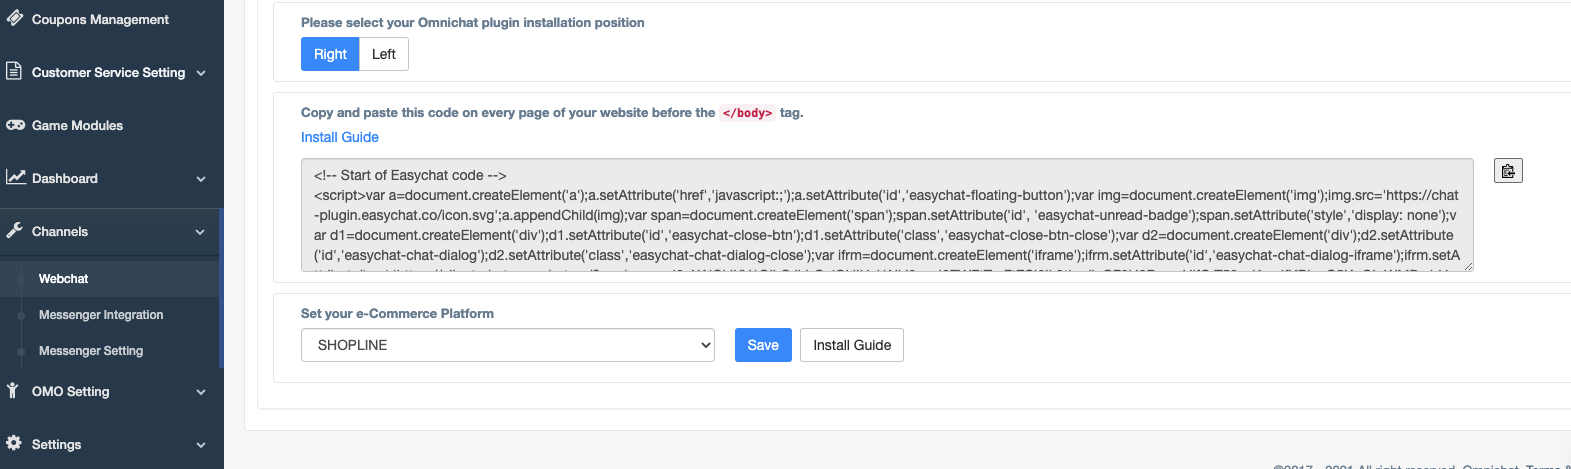 Coupons Management
Customer Service Setting
Game Modules
Dashboard
Channels
Webchat
Messenger Integration
Messenger Setting
OMO Setting
Settings
Please select your Omnichat plugin installation position
Right Left
Copy and paste this code on every page of your website before the </body> tag.
Install Guide
<!-- Start of Easychat code -->
<script>var a=document.createElement('a');a.setAttribute('href','javascript:;');a.setAttribute('id','easychat-floating-button');var img=document.createElement('img');img.src='https://chat
-plugin.easychat.co/icon.svg';a.appendChild(img);var span=document.createElement('span');span.setAttribute('id', 'easychat-unread-badge');span.setAttribute('style','display: none');v
ar d1=document.createElement('div');d1.setAttribute('id','easychat-close-btn');d1.setAttribute('class','easychat-close-btn-close');var d2=document.createElement('div');d2.setAttribute
('id','easychat-chat-dialog');d2.setAttribute('class','easychat-chat-dialog-close');var ifrm=document.createElement('iframe');ifrm.setAttribute('id','easychat-chat-dialog-iframe');ifrm.setA
Set your e-Commerce Platform
SHOPLINE Save Install Guide